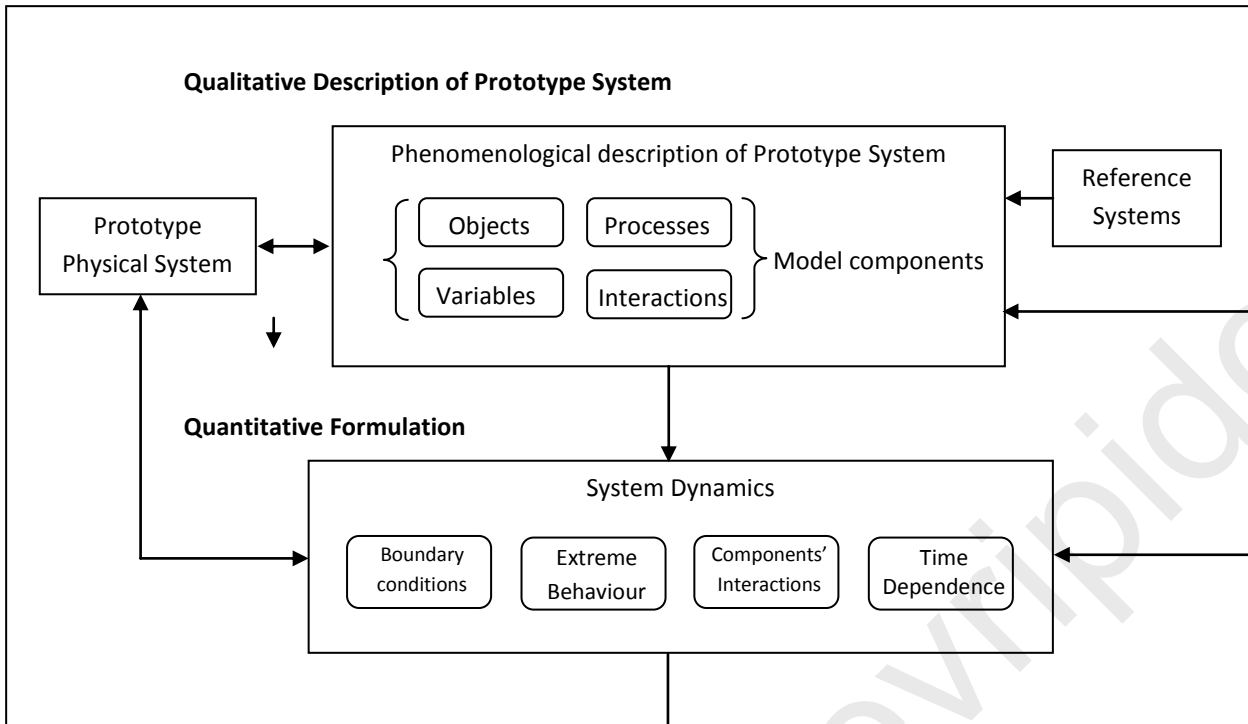 Qualitative Description of Prototype System
Phenomenological description of Prototype System
Reference
Systems
Prototype
Physical System
Objects
Processes
Variables
Interactions
Model components
Quantitative Formulation
System Dynamics
Boundary
conditions
Extreme
Behaviour
Components’
Interactions
Time
Dependence